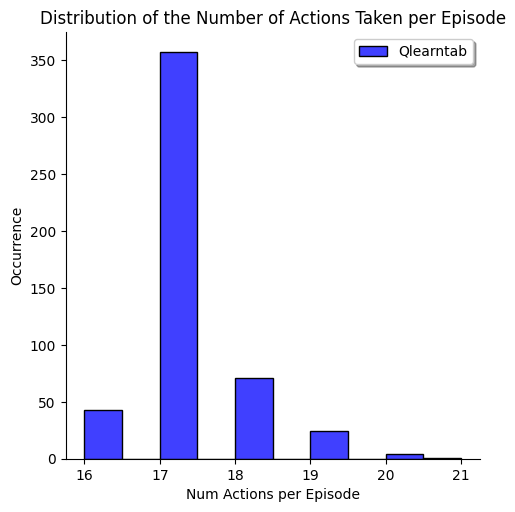 Distribution of the Number of Actions Taken per Episode
Qlearntab
350
300
250
200
150
100
50
0
Occurrence
16 17 18 19 20 21
Num Actions per Episode